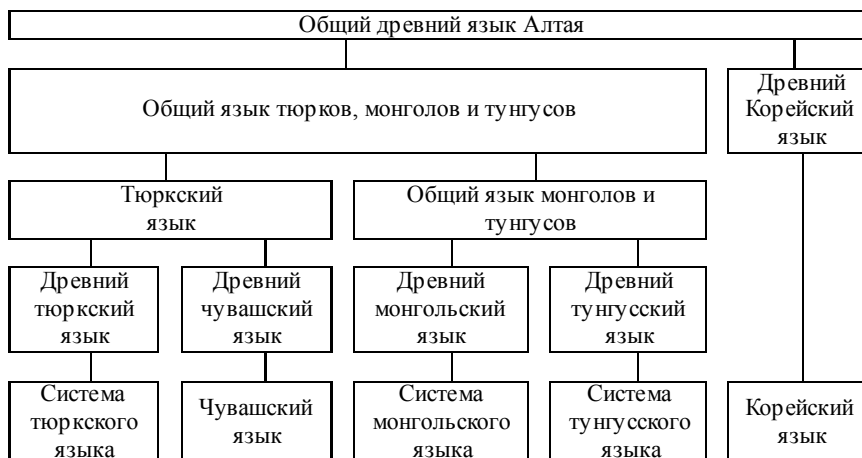 Общий древний язык Алтая
Общий язык тюрков, монголов и тунгусов
Древний
Корейский
язык
Тюркский
язык
Общий язык монголов и
тунгусов
Древний
тюркский
язык
Древний
чувашский
язык
Древний
монгольский
язык
Древний
тунгусский
язык
Система
тюркского
языка
Чувашский
язык
Система
монгольского
языка
Система
тунгусского
языка
Корейский
язык